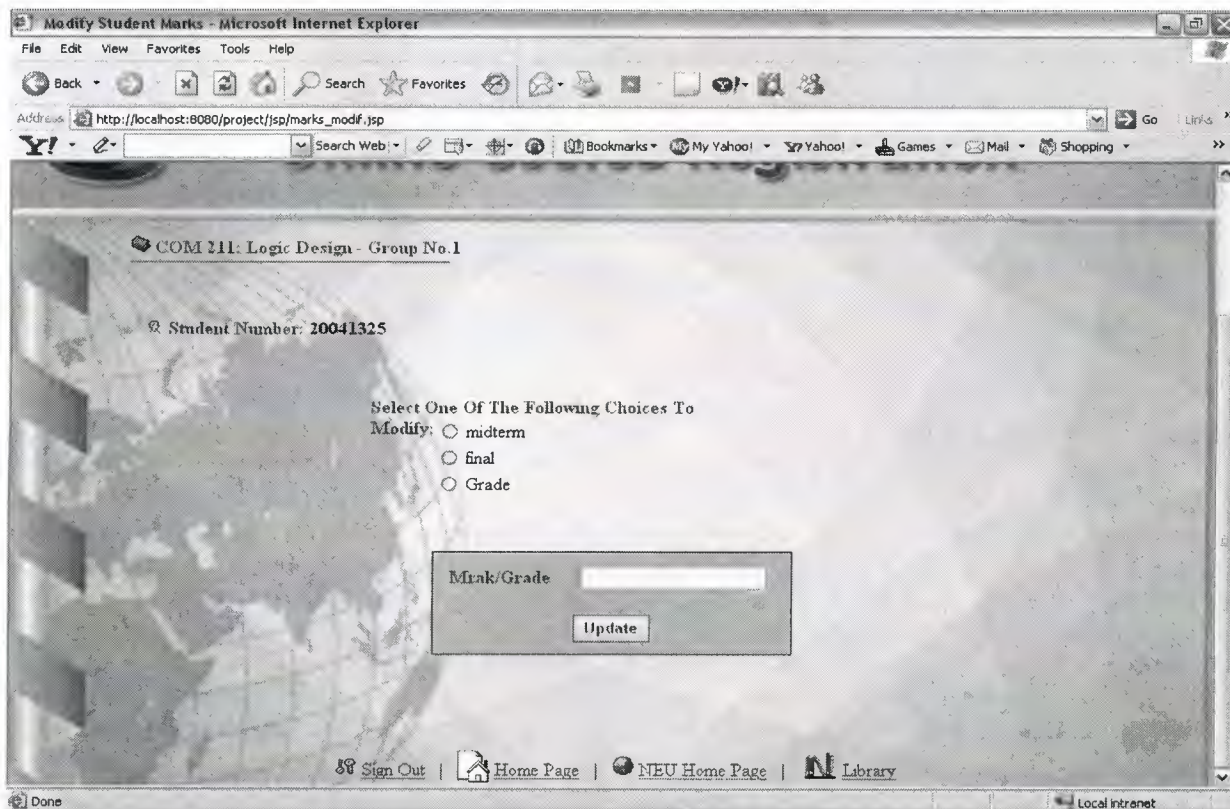 Modify Student Marks - Microsoft Internet Explorer
File Edit View Favorites Tools Help
Back Search Favorites
Address http://localhost:8080/project/jsp/marks_modif.jsp Go Links »
Y! Search Web Bookmarks My Yahoo! Yahoo! Games Mail Shopping »
COM 211: Logic Design - Group No.1
Student Number: 20041325
Select One Of The Following Choices To
Modify: midterm
final
Grade
Mrak/Grade
Update
Sign Out | Home Page | NEU Home Page | Library
Done Local intranet